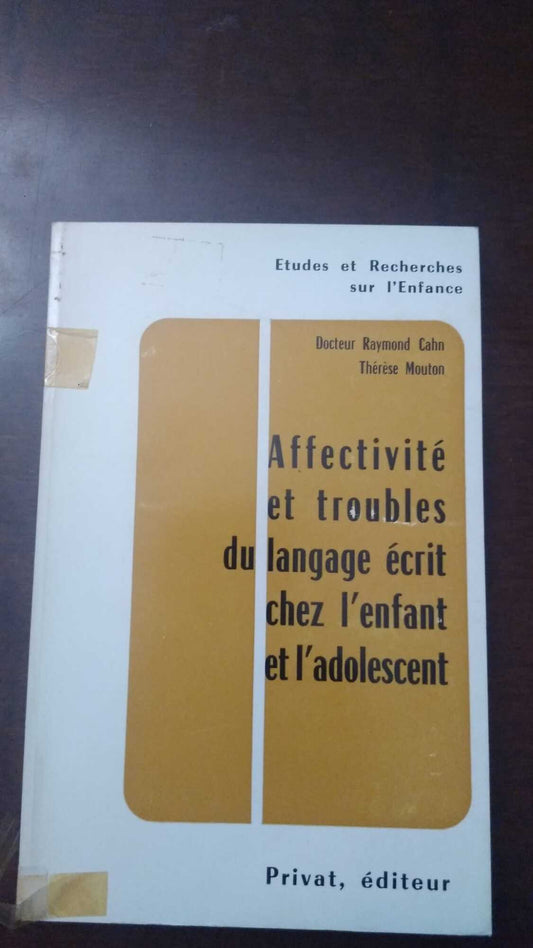 Etudes et Recherches
sur l'Enfance
Docteur Raymond Cahn
Thérèse Mouton
Affectivité
et troubles
du langage écrit
chez l'enfant
et l'adolescent
Privat, éditeur